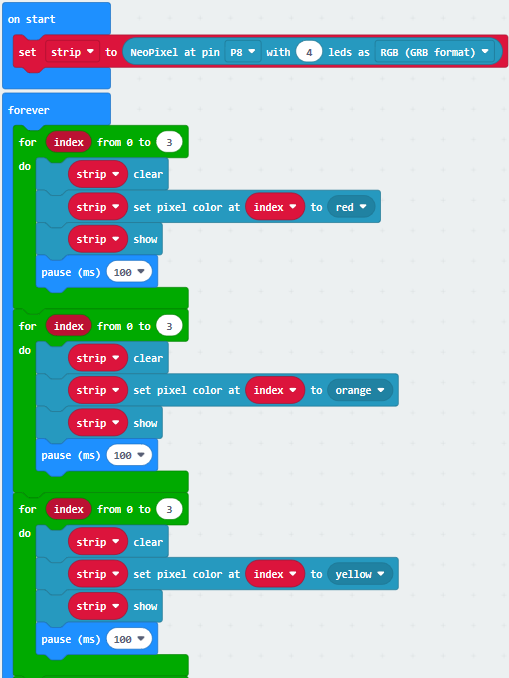 on start
set strip to NeoPixel at pin P8 with 4 leds as RGB (GRB format)
forever
for index from 0 to 3
do
strip clear
strip set pixel color at index to red
strip show
pause (ms) 100
for index from 0 to 3
do
strip clear
strip set pixel color at index to orange
strip show
pause (ms) 100
for index from 0 to 3
do
strip clear
strip set pixel color at index to yellow
strip show
pause (ms) 100